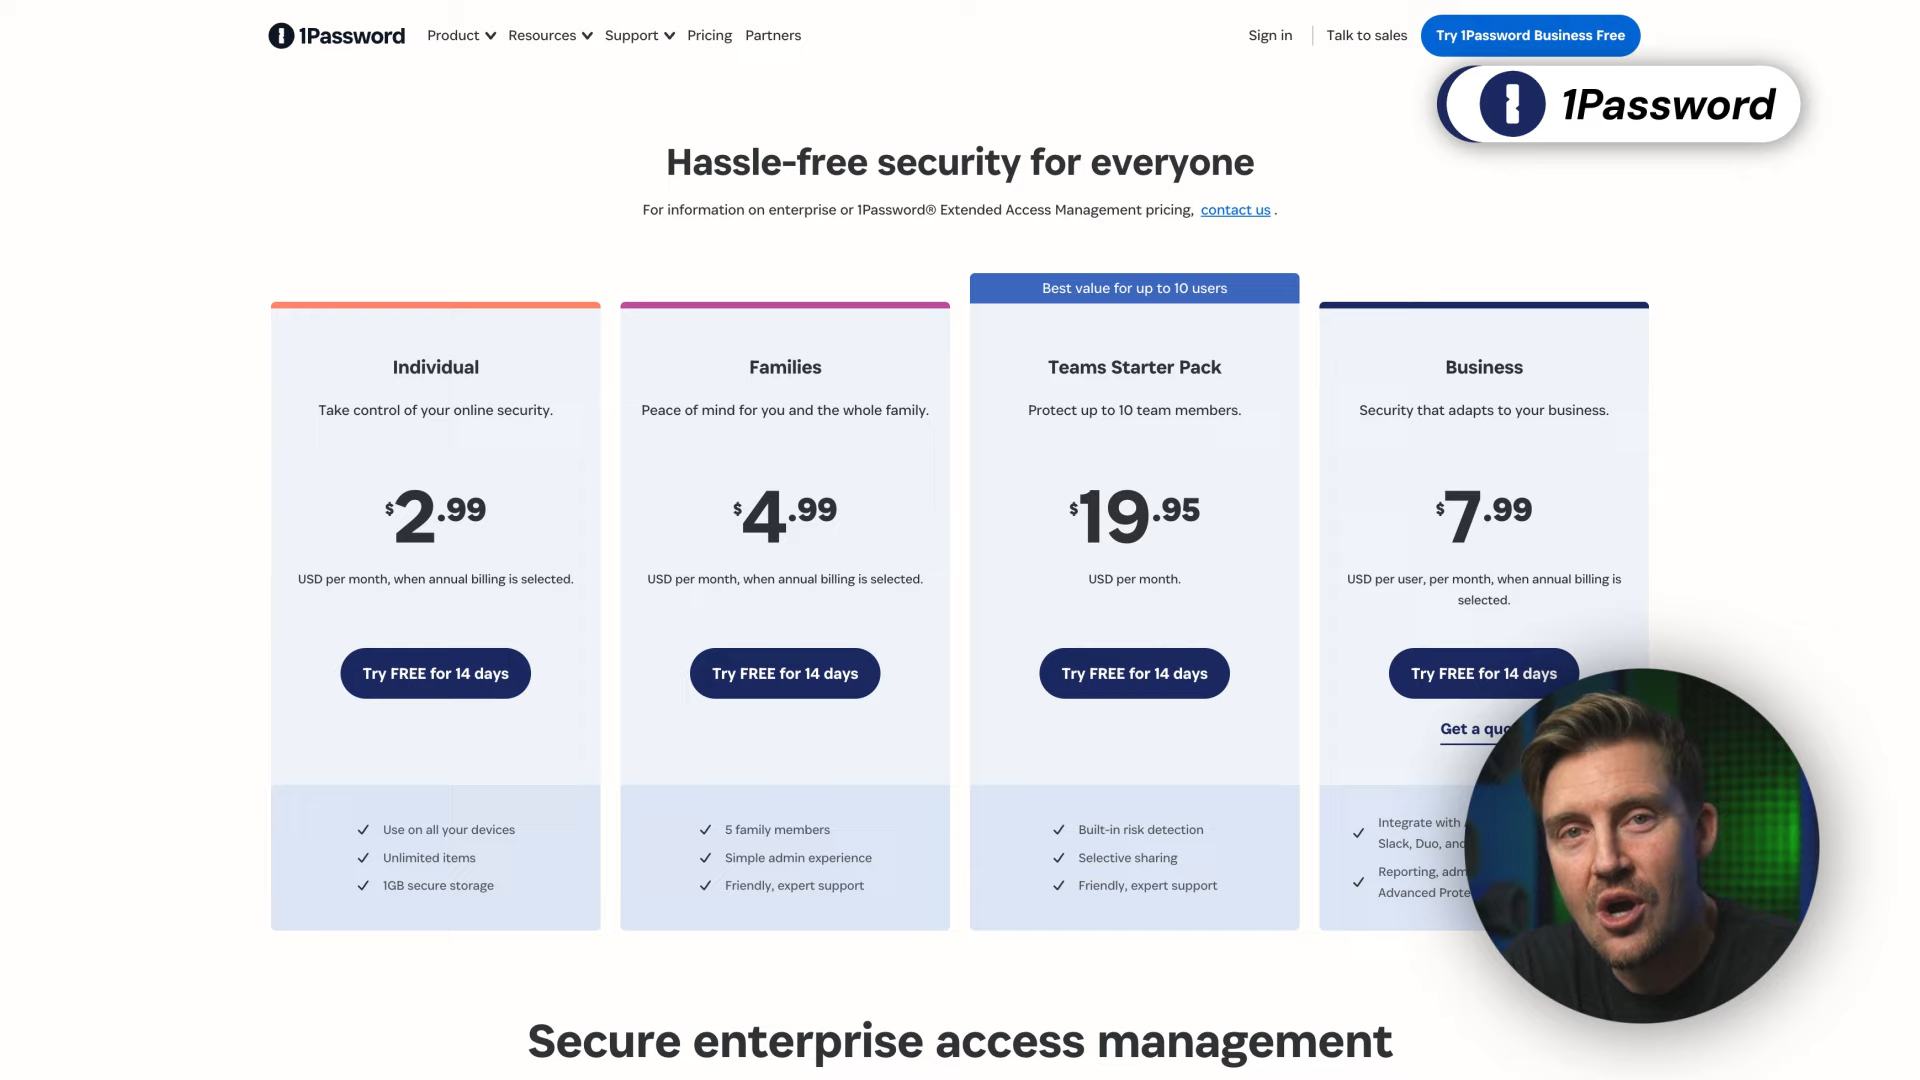 1Password
Product
Resources
Support
Pricing
Partners
Sign in
Talk to sales
Try 1Password Business Free
1Password
Hassle-free security for everyone
For information on enterprise or 1Password® Extended Access Management pricing, contact us .
Individual
Take control of your online security.
$2.99
USD per month, when annual billing is selected.
Try FREE for 14 days
Use on all your devices
Unlimited items
1GB secure storage
Families
Peace of mind for you and the whole family.
$4.99
USD per month, when annual billing is selected.
Try FREE for 14 days
5 family members
Simple admin experience
Friendly, expert support
Best value for up to 10 users
Teams Starter Pack
Protect up to 10 team members.
$19.95
USD per month.
Try FREE for 14 days
Built-in risk detection
Selective sharing
Friendly, expert support
Business
Security that adapts to your business.
$7.99
USD per user, per month, when annual billing is
selected.
Try FREE for 14 days
Get a
Integrate with
Slack, Duo, and
Reporting,
Advanced
Secure enterprise access management